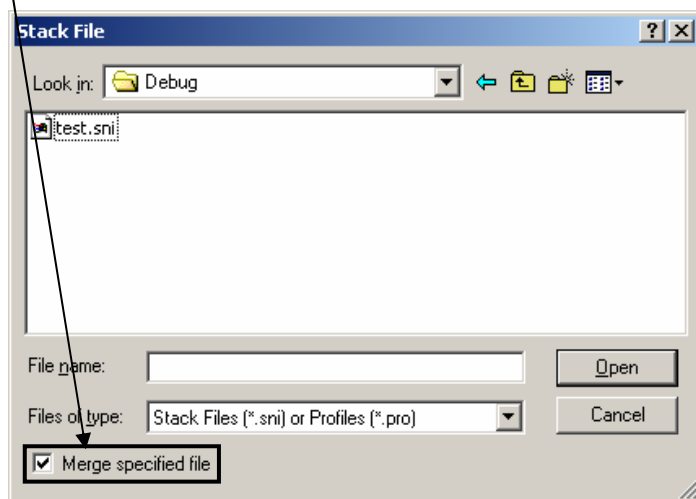 Stack File
Look in: Debug
test.sni
File name:
Open
Files of type: Stack Files (*.sni) or Profiles (*.pro)
Cancel
Merge specified file